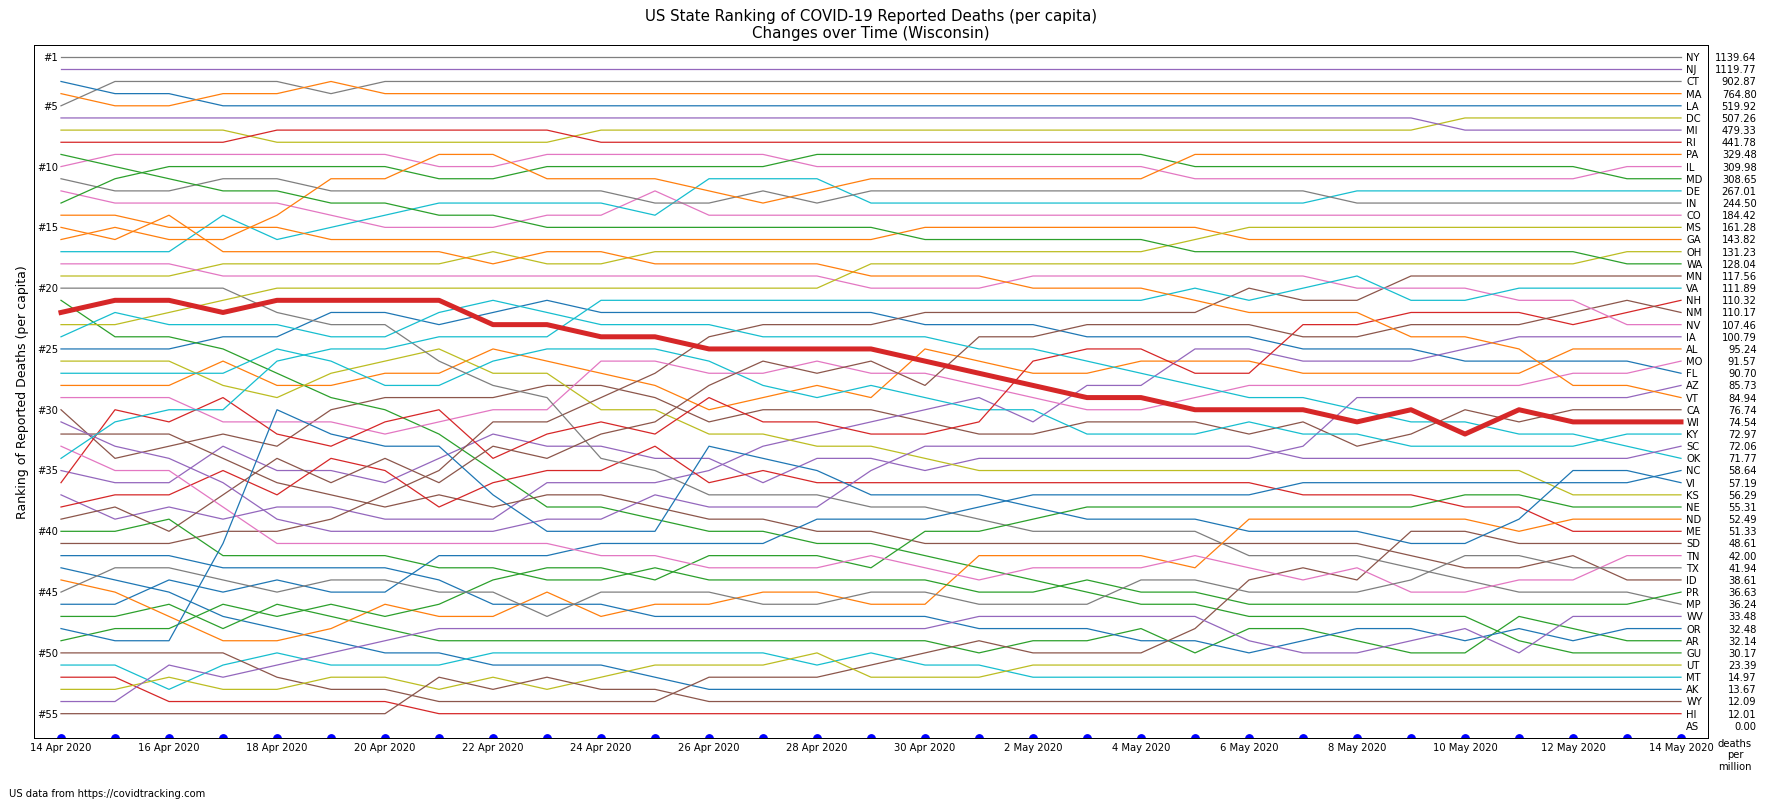 US State Ranking of COVID-19 Reported Deaths (per capita)
Changes over Time (Wisconsin)
Ranking of Reported Deaths (per capita)
#1
#5
#10
#15
#20
#25
#30
#35
#40
#45
#50
#55
NY 1139.64
NJ 1119.77
CT 902.87
MA 764.80
LA 519.92
DC 507.26
MI 479.33
RI 441.78
PA 329.48
IL 309.98
MD 308.65
DE 267.01
IN 244.50
CO 184.42
MS 161.28
GA 143.82
OH 131.23
WA 128.04
MN 117.56
VA 111.89
NH 110.32
NM 110.17
NV 107.46
IA 100.79
AL 95.24
MO 91.57
FL 90.70
AZ 85.73
VT 84.94
CA 76.74
WI 74.54
KY 72.97
SC 72.06
OK 71.77
NC 58.64
VI 57.19
KS 56.29
NE 55.31
ND 52.49
ME 51.33
SD 48.61
TN 42.00
TX 41.94
ID 38.61
PR 36.63
MP 36.24
WV 33.48
OR 32.48
AR 32.14
GU 30.17
UT 23.39
MT 14.97
AK 13.67
WY 12.09
HI 12.01
AS 0.00
14 Apr 2020 16 Apr 2020 18 Apr 2020 20 Apr 2020 22 Apr 2020 24 Apr 2020 26 Apr 2020 28 Apr 2020 30 Apr 2020 2 May 2020 4 May 2020 6 May 2020 8 May 2020 10 May 2020 12 May 2020 14 May 2020
deaths
per
million
US data from https://covidtracking.com